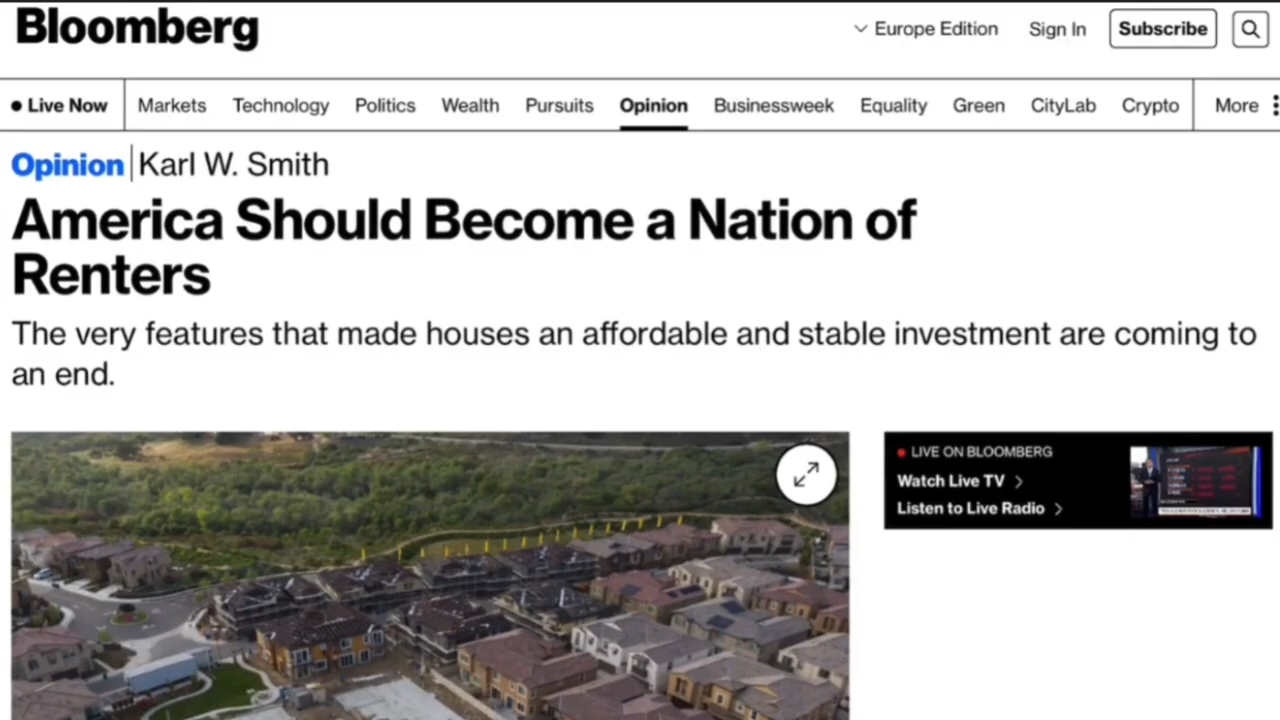 Bloomberg
Europe Edition Sign In Subscribe
Live Now Markets Technology Politics Wealth Pursuits Opinion Businessweek Equality Green CityLab Crypto More
Opinion Karl W. Smith
America Should Become a Nation of
Renters
The very features that made houses an affordable and stable investment are coming to
an end.
LIVE ON BLOOMBERG
Watch Live TV
Listen to Live Radio